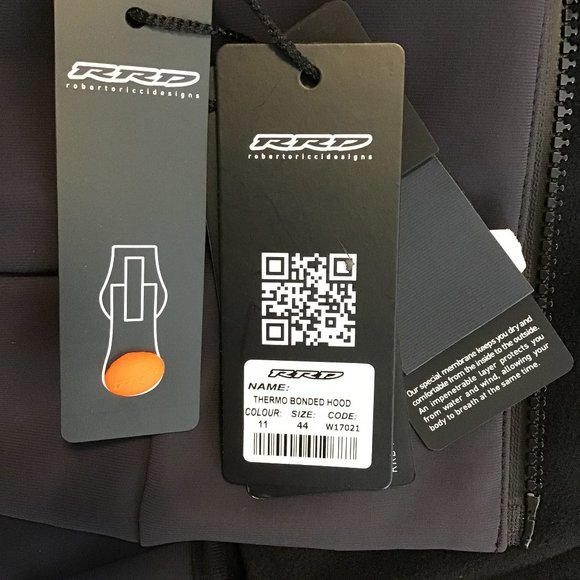 RRD
robertoriccidesigns
RRD
robertoriccidesigns
RRD
NAME:
THERMO BONDED HOOD
COLOUR: SIZE: CODE:
11 44 W17021
Our special membrane keeps you dry and
comfortable from the inside to the outside.
An impenetrable layer protects you
from water and wind, allowing your
body to breath at the same time.